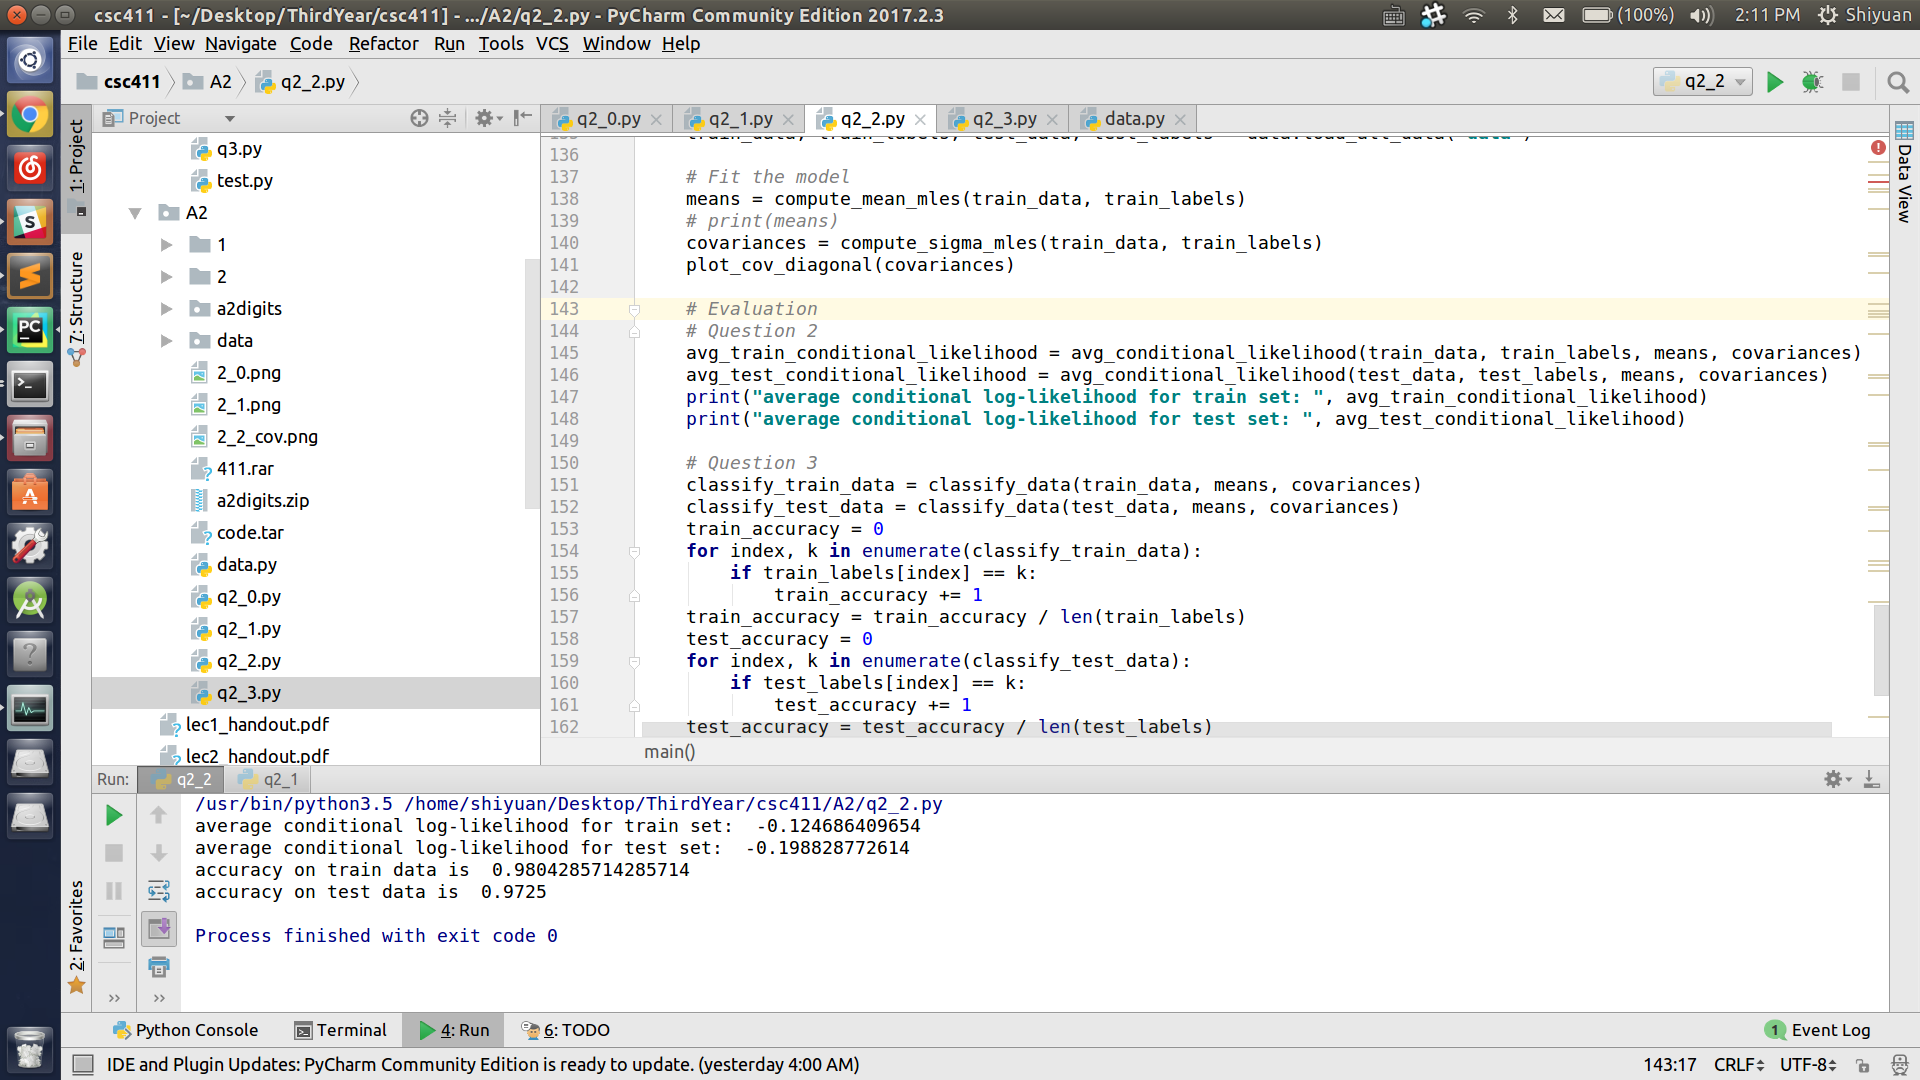 csc411 - [~/Desktop/ThirdYear/csc411] - .../A2/q2_2.py - PyCharm Community Edition 2017.2.3
(100%) 2:11 PM Shiyuan
File Edit View Navigate Code Refactor Run Tools VCS Window Help
csc411 A2 q2_2.py
q2_2
Project
q2_0.py q2_1.py q2_2.py q2_3.py data.py
1: Project
7: Structure
2: Favorites
Data View
q3.py
test.py
A2
1
2
a2digits
data
2_0.png
2_1.png
2_2_cov.png
411.rar
a2digits.zip
code.tar
data.py
q2_0.py
q2_1.py
q2_2.py
q2_3.py
lec1_handout.pdf
lec2_handout.pdf
136
137 # Fit the model
138 means = compute_mean_mles(train_data, train_labels)
139 # print(means)
140 covariances = compute_sigma_mles(train_data, train_labels)
141 plot_cov_diagonal(covariances)
142
143 # Evaluation
144 # Question 2
145 avg_train_conditional_likelihood = avg_conditional_likelihood(train_data, train_labels, means, covariances)
146 avg_test_conditional_likelihood = avg_conditional_likelihood(test_data, test_labels, means, covariances)
147 print("average conditional log-likelihood for train set: ", avg_train_conditional_likelihood)
148 print("average conditional log-likelihood for test set: ", avg_test_conditional_likelihood)
149
150 # Question 3
151 classify_train_data = classify_data(train_data, means, covariances)
152 classify_test_data = classify_data(test_data, means, covariances)
153 train_accuracy = 0
154 for index, k in enumerate(classify_train_data):
155 if train_labels[index] == k:
156 train_accuracy += 1
157 train_accuracy = train_accuracy / len(train_labels)
158 test_accuracy = 0
159 for index, k in enumerate(classify_test_data):
160 if test_labels[index] == k:
161 test_accuracy += 1
162 test_accuracy = test_accuracy / len(test_labels)
main()
Run: q2_2 q2_1
/usr/bin/python3.5 /home/shiyuan/Desktop/ThirdYear/csc411/A2/q2_2.py
average conditional log-likelihood for train set:  -0.124686409654
average conditional log-likelihood for test set:  -0.198828772614
accuracy on train data is  0.9804285714285714
accuracy on test data is  0.9725
Process finished with exit code 0
Python Console Terminal 4: Run 6: TODO 1 Event Log
IDE and Plugin Updates: PyCharm Community Edition is ready to update. (yesterday 4:00 AM) 143:17 CRLF UTF-8